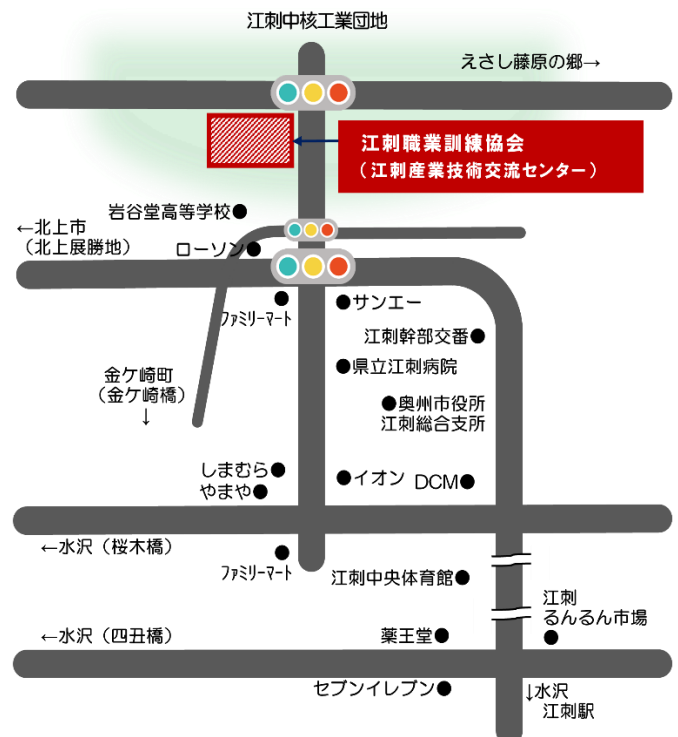 江刺中核工業団地
えさし藤原の郷→
江刺職業訓練協会
（江刺産業技術交流センター）
岩谷堂高等学校
←北上市
（北上展勝地）
ローソン
ファミリーマート
サンエー
江刺幹部交番
県立江刺病院
金ケ崎町
（金ケ崎橋）
↓
奥州市役所
江刺総合支所
しまむら
やまや
イオン
DCM
←水沢（桜木橋）
ファミリーマート
江刺中央体育館
江刺
るんるん市場
←水沢（四丑橋）
薬王堂
セブンイレブン
↓水沢
江刺駅